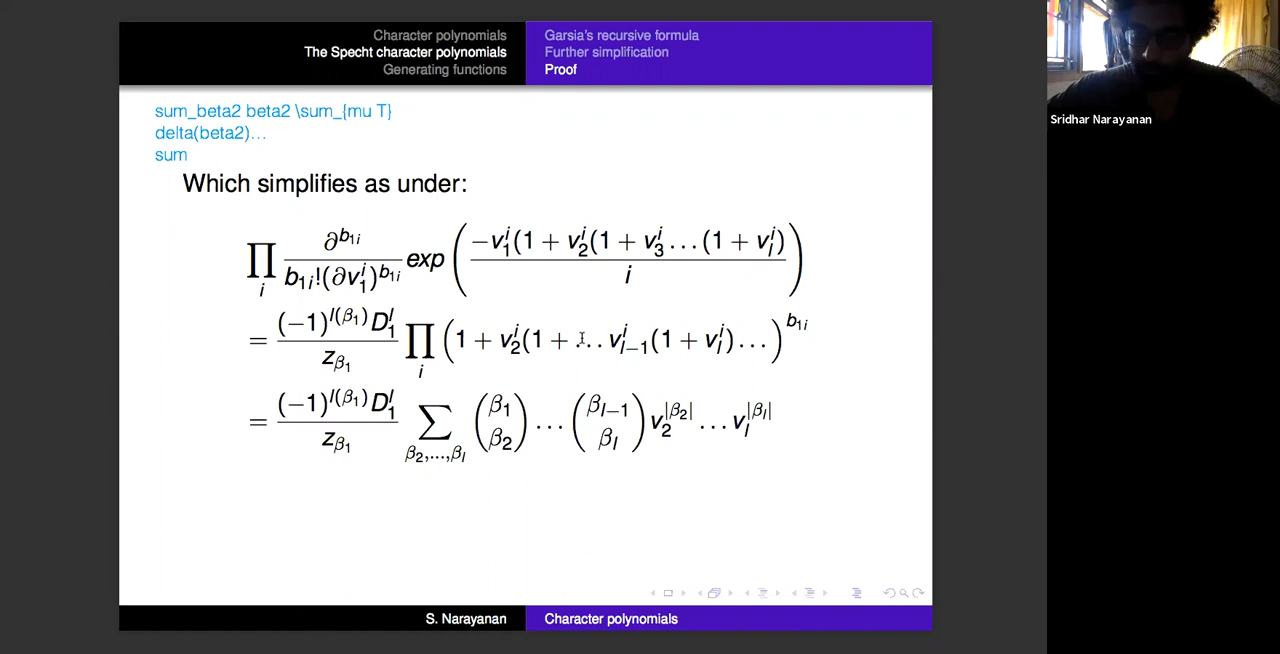 Character polynomials
The Specht character polynomials
Generating functions
Garsia's recursive formula
Further simplification
Proof
Sridhar Narayanan
sum_beta2 beta2 \sum_{mu T}
delta(beta2)...
sum
Which simplifies as under:
∏_i ∂^{b_{1i}} / (b_{1i}!(∂v_1^i)^{b_{1i}}) exp( (−v_1^i(1 + v_2^i(1 + v_3^i … (1 + v_l^i)) / i )
= ((−1)^{l(β_1)} D_1^l / z_{β_1}) ∏_i (1 + v_2^i(1 + … v_{l−1}^i(1 + v_l^i) … )^{b_{1i}}
= ((−1)^{l(β_1)} D_1^l / z_{β_1}) ∑_{β_2,…,β_l} (β_1 β_2) … (β_{l−1} β_l) v_2^{|β_2|} … v_l^{|β_l|}
S. Narayanan
Character polynomials